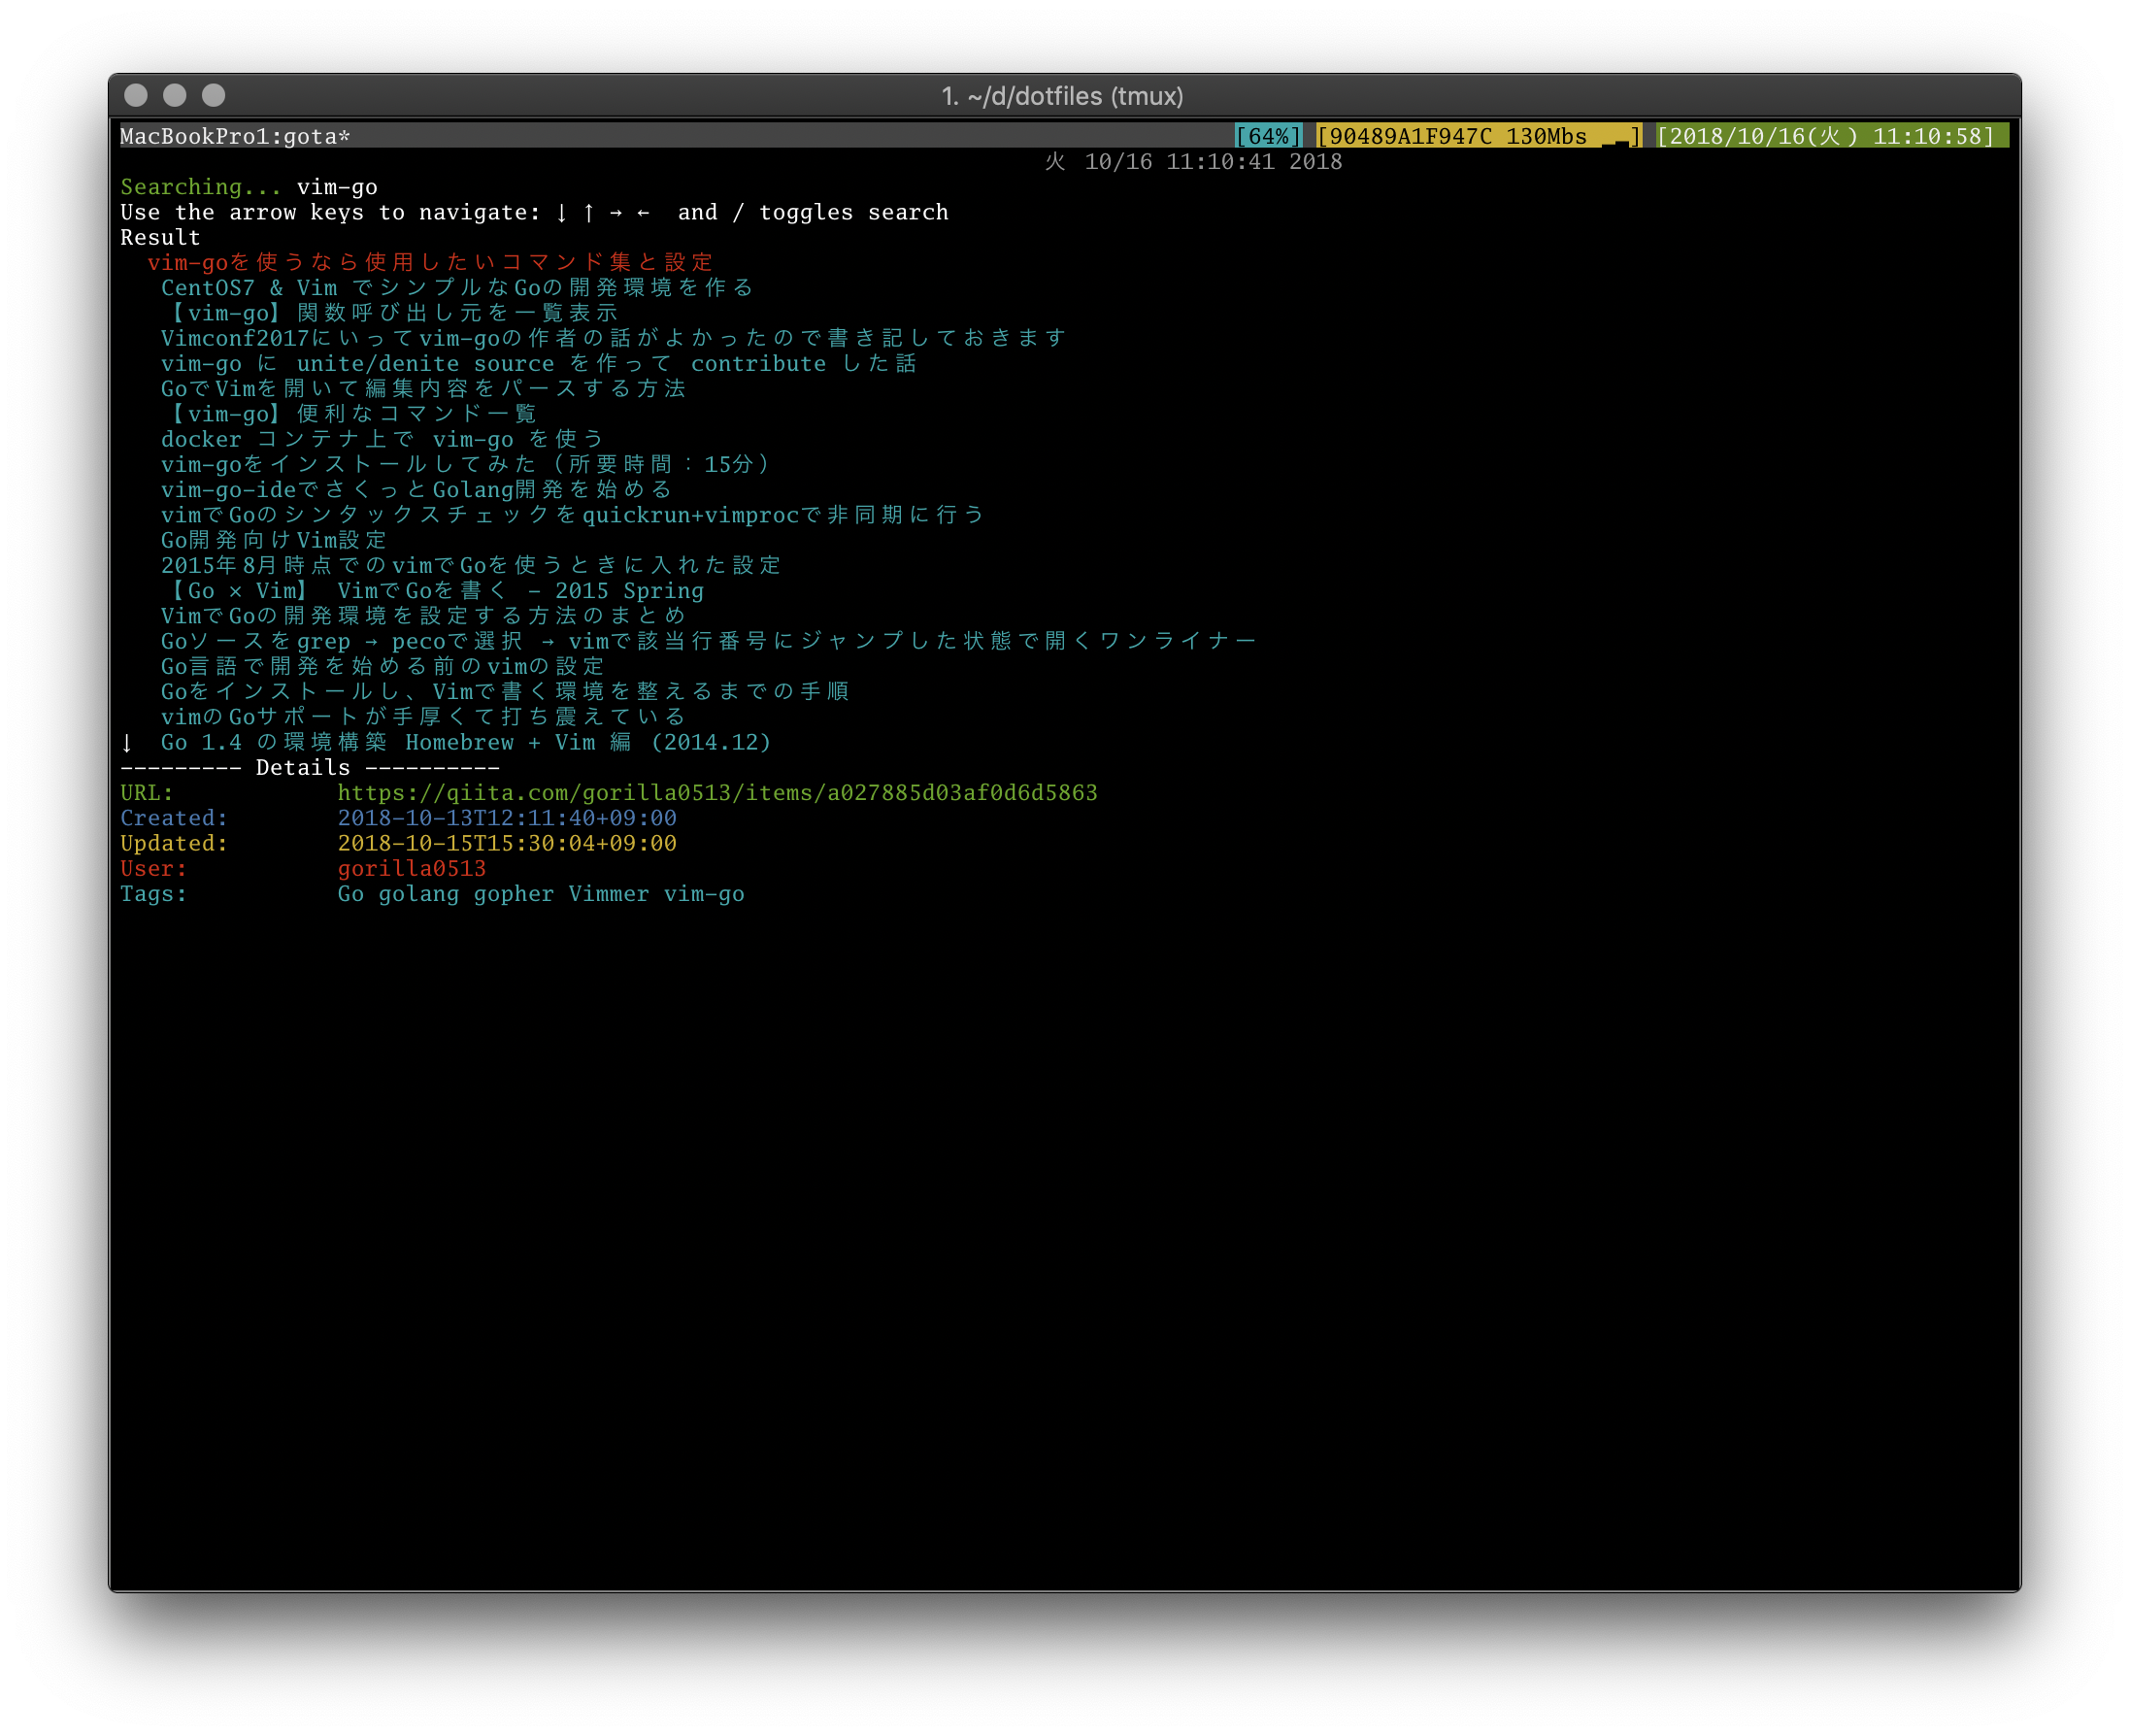 1. ~/d/dotfiles (tmux)
MacBookPro1:gota* [64%] [90489A1F947C 130Mbs ▂▃] [2018/10/16(火) 11:10:58]
火 10/16 11:10:41 2018
Searching... vim-go
Use the arrow keys to navigate: ↓ ↑ → ← and / toggles search
Result
vim-goを使うなら使用したいコマンド集と設定
CentOS7 & Vim でシンプルなGoの開発環境を作る
【vim-go】関数呼び出し元を一覧表示
Vimconf2017にいってvim-goの作者の話がよかったので書き記しておきます
vim-go に unite/denite source を作って contribute した話
GoでVimを開いて編集内容をパースする方法
【vim-go】便利なコマンド一覧
docker コンテナ上で vim-go を使う
vim-goをインストールしてみた（所要時間：15分）
vim-go-ideでさくっとGolang開発を始める
vimでGoのシンタックスチェックをquickrun+vimprocで非同期に行う
Go開発向けVim設定
2015年8月時点でのvimでGoを使うときに入れた設定
【Go × Vim】 VimでGoを書く - 2015 Spring
VimでGoの開発環境を設定する方法のまとめ
Goソースをgrep → pecoで選択 → vimで該当行番号にジャンプした状態で開くワンライナー
Go言語で開発を始める前のvimの設定
Goをインストールし、Vimで書く環境を整えるまでの手順
vimのGoサポートが手厚くて打ち震えている
↓ Go 1.4 の環境構築 Homebrew + Vim 編 (2014.12)
--------- Details ----------
URL: https://qiita.com/gorilla0513/items/a027885d03af0d6d5863
Created: 2018-10-13T12:11:40+09:00
Updated: 2018-10-15T15:30:04+09:00
User: gorilla0513
Tags: Go golang gopher Vimmer vim-go